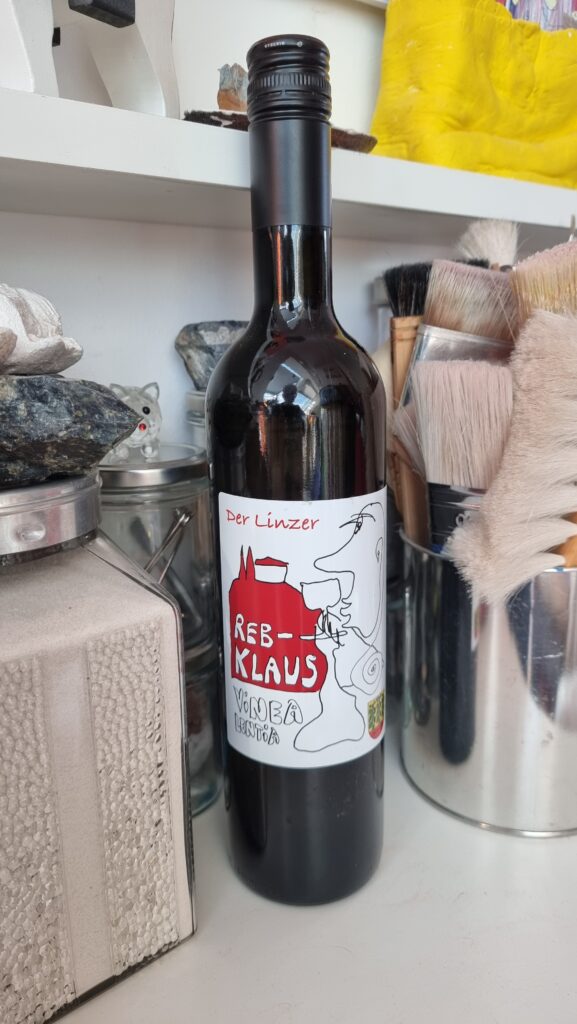 Der Linzer
REB-
KLAUS
ViNEA
LENTiA